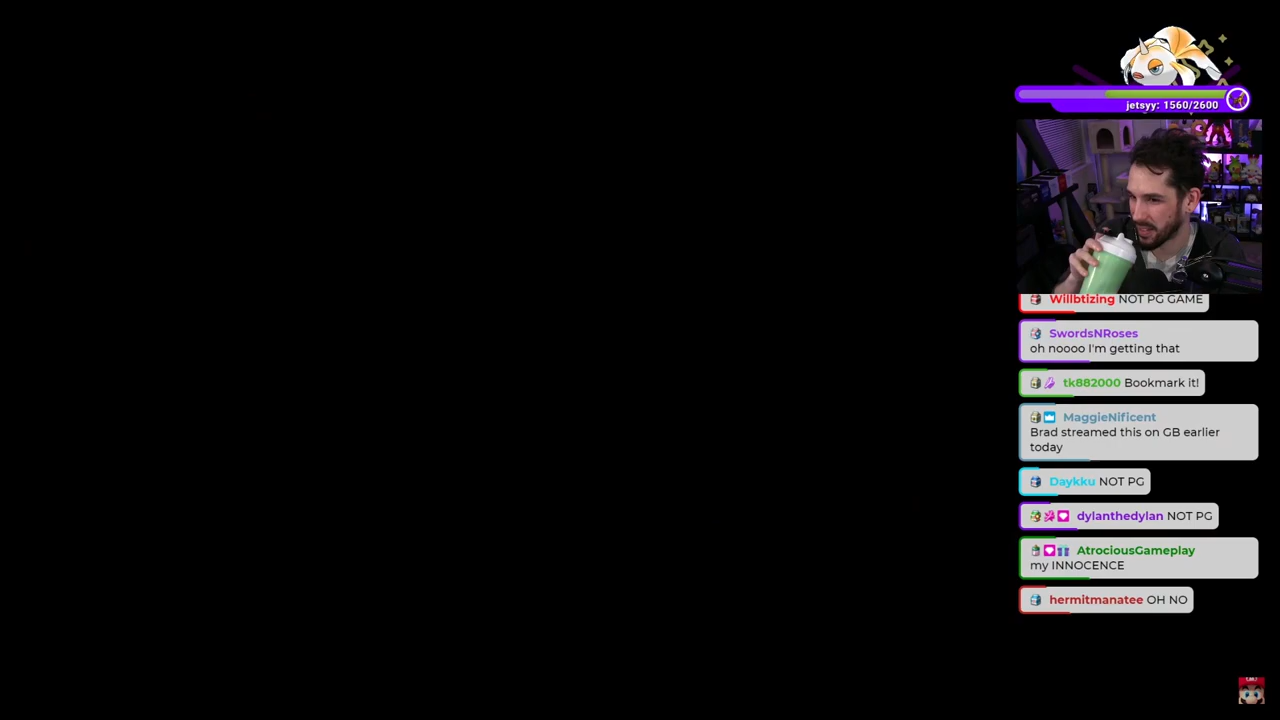 jetsyy: 1560/2600
Willbtizing NOT PG GAME
SwordsNRoses
oh noooo I'm getting that
tk882000 Bookmark it!
MaggieNificent
Brad streamed this on GB earlier
today
Daykku NOT PG
dylanthedylan NOT PG
AtrociousGameplay
my INNOCENCE
hermitmanatee OH NO